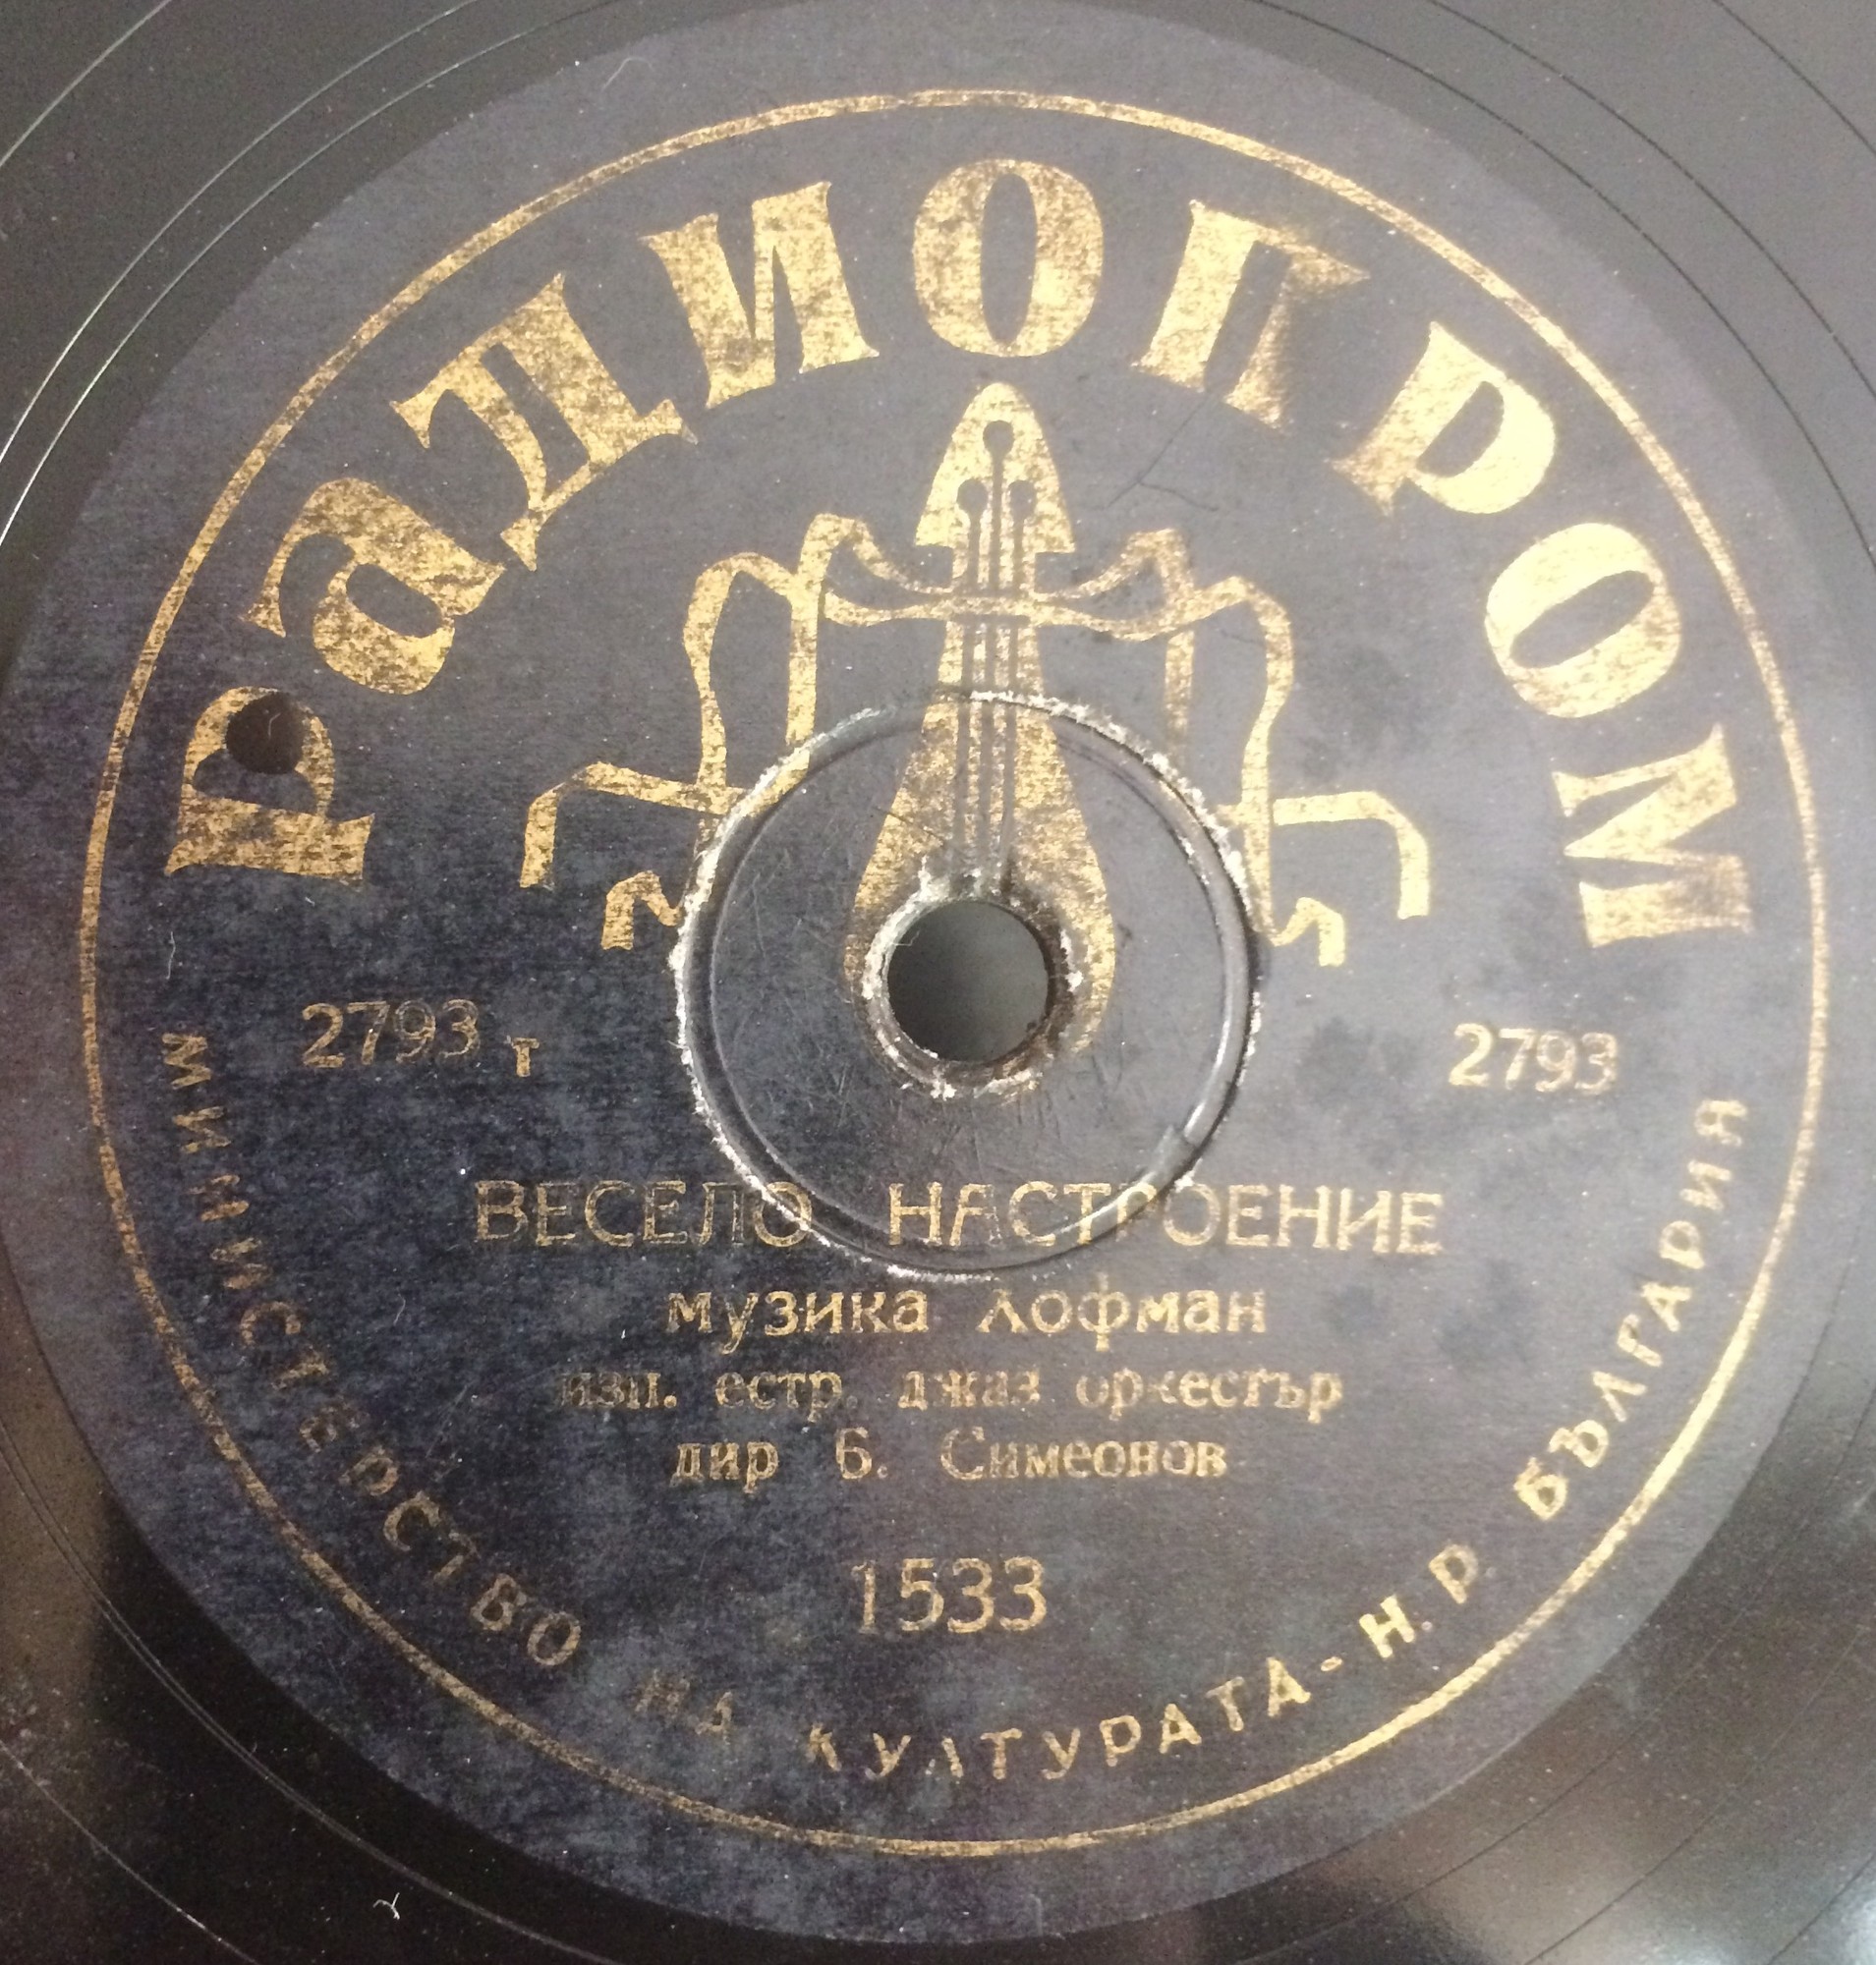 РАДИОПРОМ
2793 т
2793
ВЕСЕЛО НАСТРОЕНИЕ
музика Лофман
изп. естр. джаз оркестър
дир Б. Симеонов
1533
МИНИСТЕРСТВО НА КУЛТУРАТА - Н. Р. БЪЛГАРИЯ